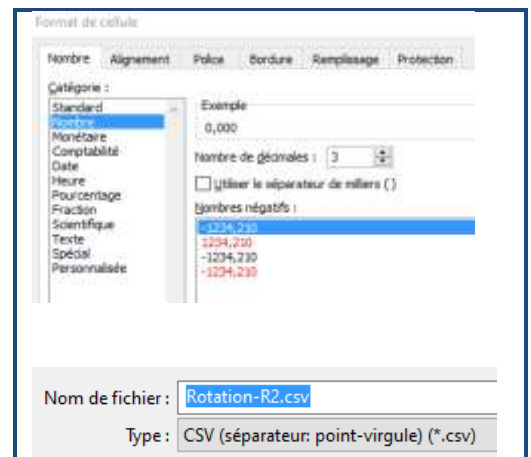 Format de cellule
Nombre Alignement Police Bordure Remplissage Protection
Catégorie :
Standard
Nombre
Monétaire
Comptabilité
Date
Heure
Pourcentage
Fraction
Scientifique
Texte
Spécial
Personnalisée
Exemple
0,000
Nombre de décimales : 3
Utiliser le séparateur de milliers ( )
Nombres négatifs :
-1234,210
1234,210
-1234,210
-1234,210
Nom de fichier : Rotation-R2.csv
Type : CSV (séparateur: point-virgule) (*.csv)